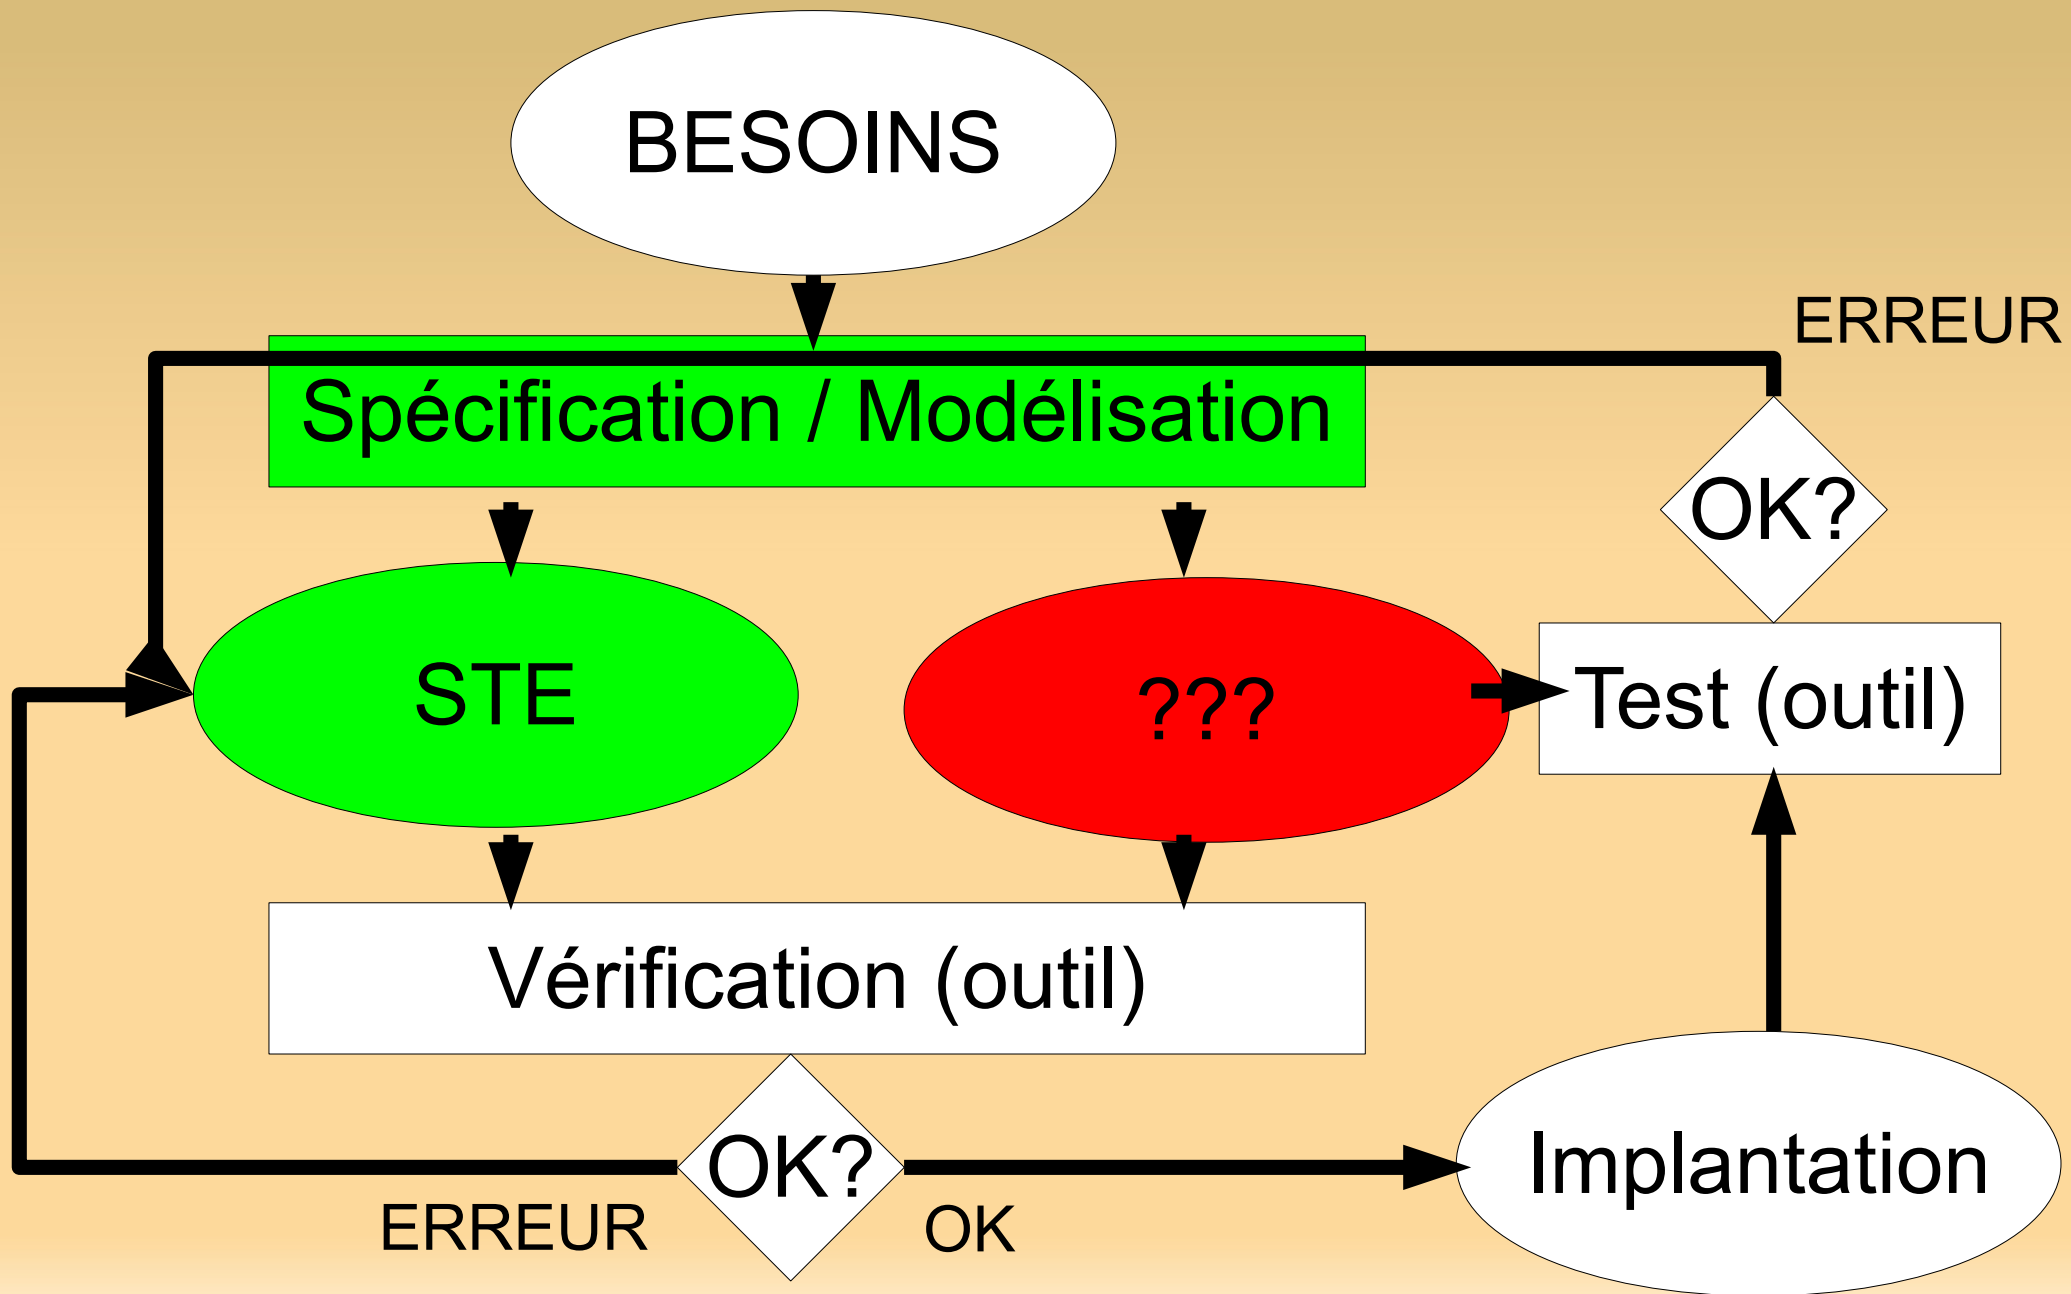 BESOINS
ERREUR
Spécification / Modélisation
OK?
STE
???
Test (outil)
Vérification (outil)
OK?
Implantation
ERREUR
OK